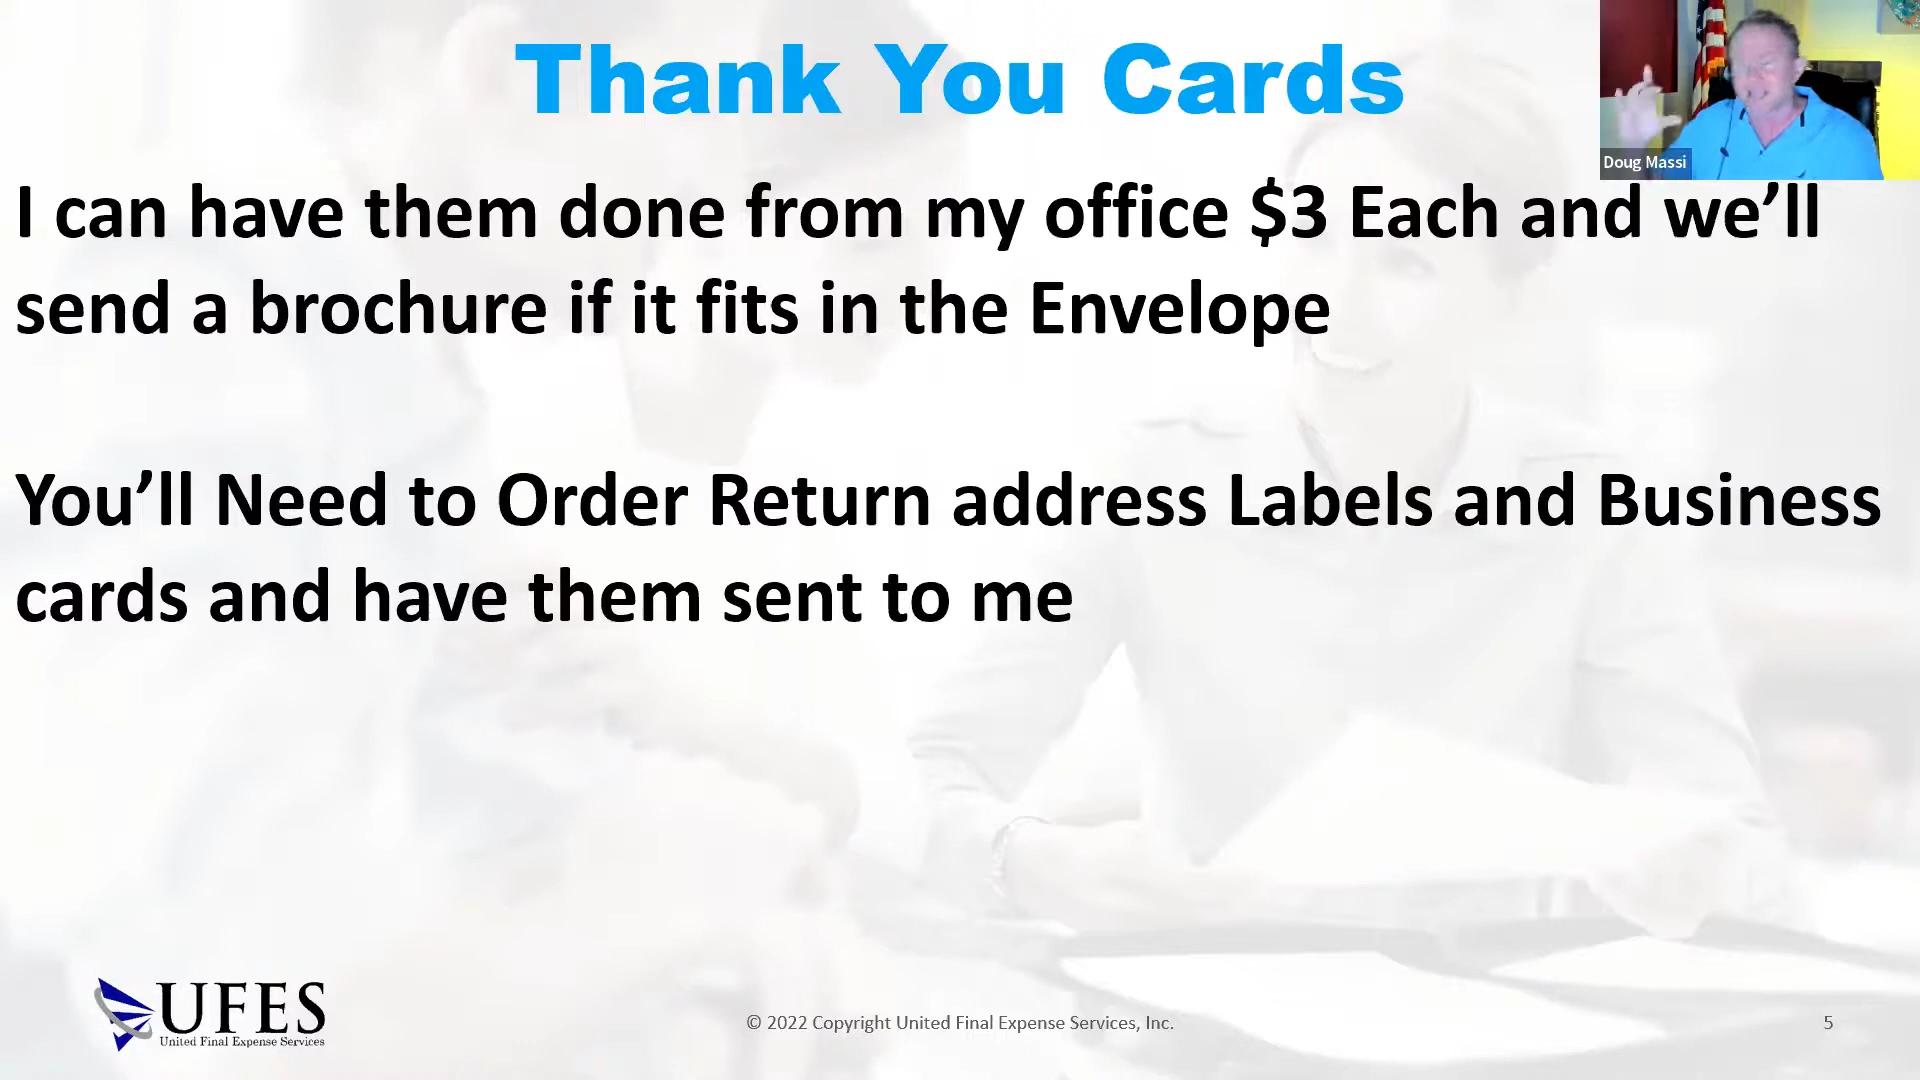 Thank You Cards
Doug Massi
I can have them done from my office $3 Each and we’ll
send a brochure if it fits in the Envelope
You’ll Need to Order Return address Labels and Business
cards and have them sent to me
UFES
United Final Expense Services
© 2022 Copyright United Final Expense Services, Inc.
5